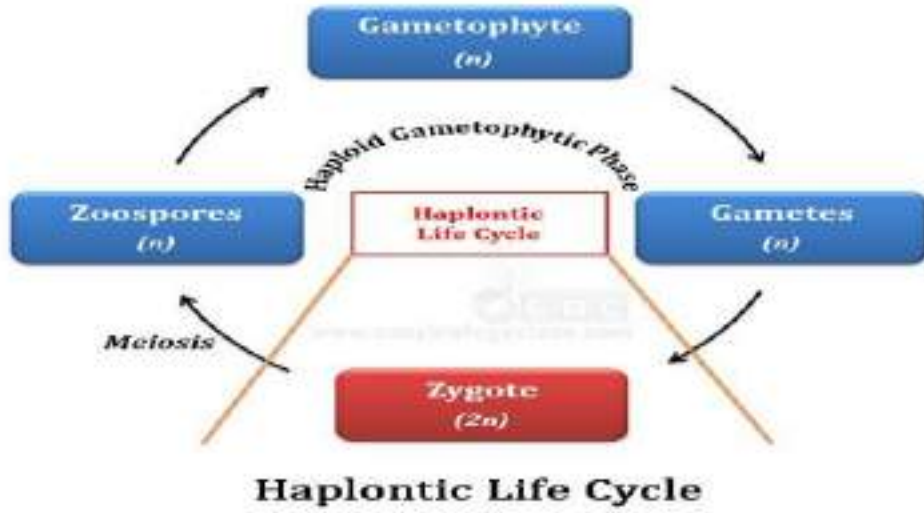 Gametophyte
(n)
Haploid Gametophytic Phase
Zoospores
(n)
Haplontic
Life Cycle
Gametes
(n)
Meiosis
Zygote
(2n)
Haplontic Life Cycle